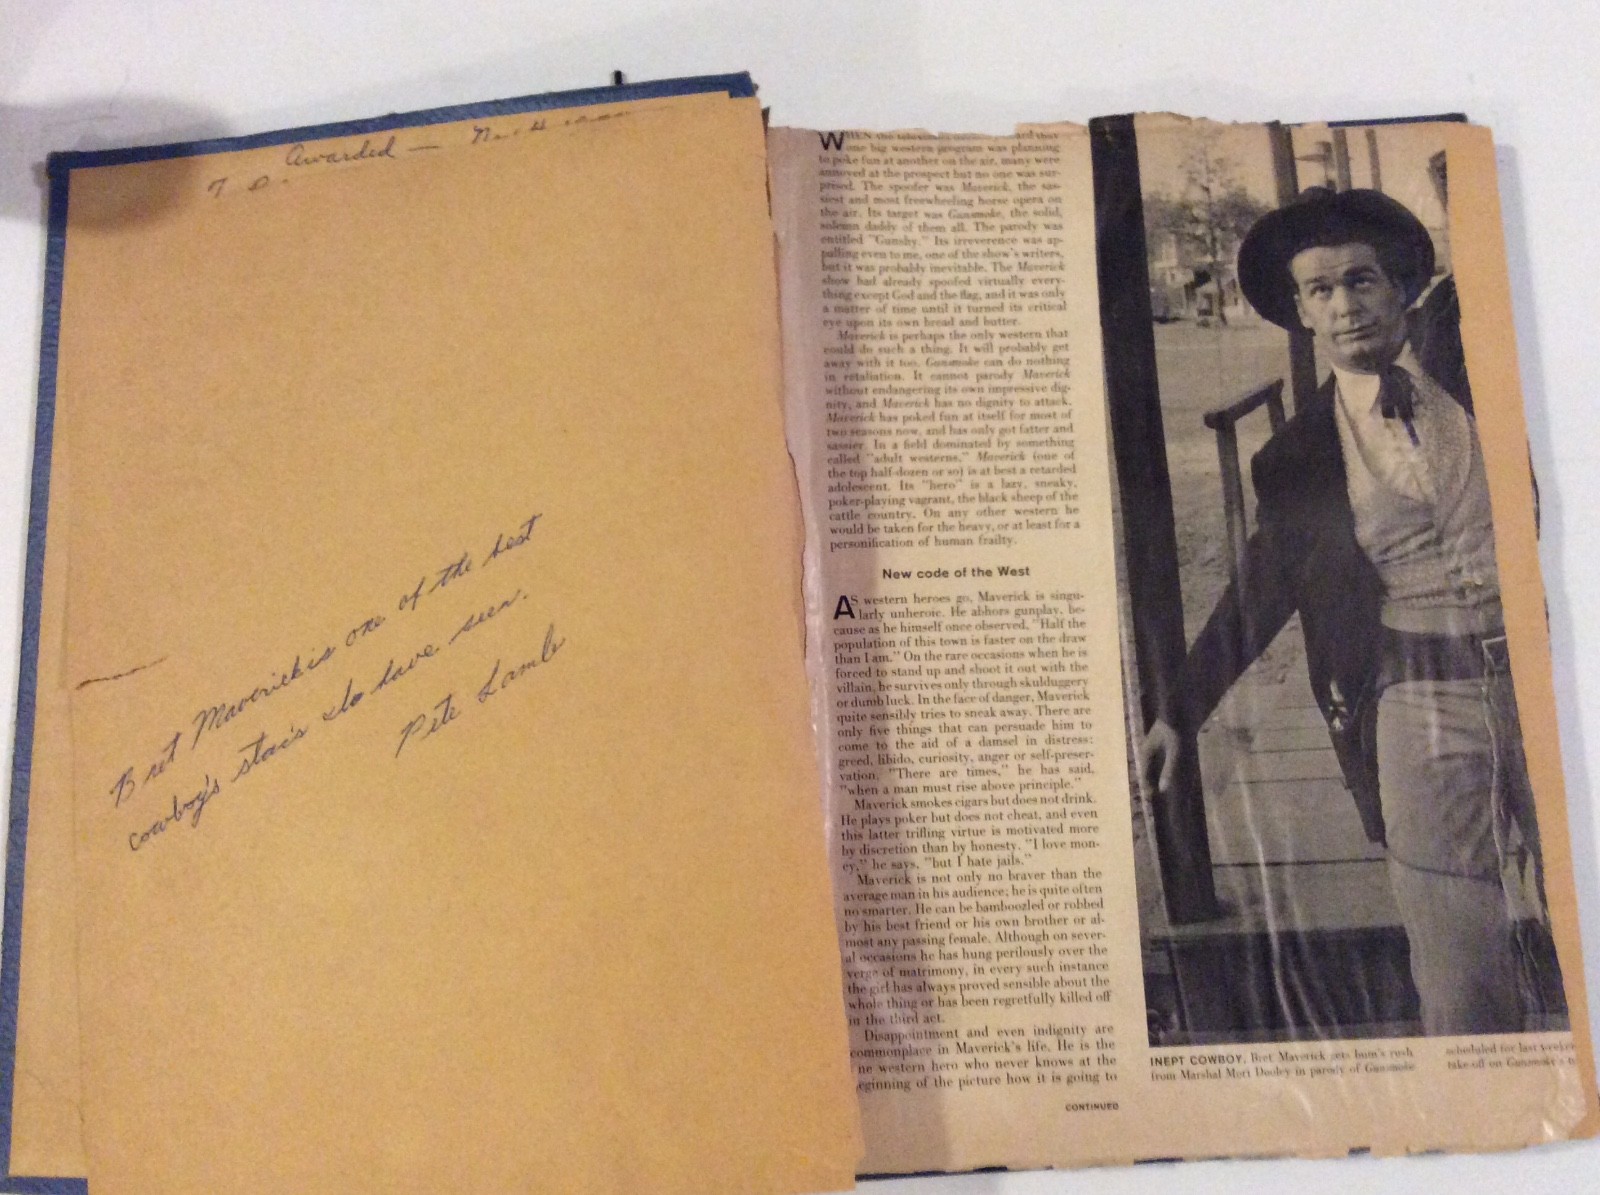 Awarded —
Bret Maverick is one of the best
cowboy's stars to have seen.
Pete Lamb
WHEN the and they
one big western program was planning
to poke fun at another on the air, many were
annoyed at the prospect but no one was sur-
prised. The spoofer was Maverick, the sas-
siest and most freewheeling horse opera on
the air. Its target was Gunsmoke, the solid,
solemn daddy of them all. The parody was
entitled "Gunshy." Its irreverence was ap-
palling even to me, one of the show's writers,
but it was probably inevitable. The Maverick
show had already spoofed virtually every-
thing except God and the flag, and it was only
a matter of time until it turned its critical
eye upon its own bread and butter.
Maverick is perhaps the only western that
could do such a thing. It will probably get
away with it too. Gunsmoke can do nothing
in retaliation. It cannot parody Maverick
without endangering its own impressive dig-
nity, and Maverick has no dignity to attack.
Maverick has poked fun at itself for most of
two seasons now, and has only got fatter and
sassier. In a field dominated by something
called "adult westerns," Maverick (one of
the top half-dozen or so) is at best a retarded
adolescent. Its "hero" is a lazy, sneaky,
poker-playing vagrant, the black sheep of the
cattle country. On any other western he
would be taken for the heavy, or at least for a
personification of human frailty.
New code of the West
AS western heroes go, Maverick is singu-
larly unheroic. He abhors gunplay, be-
cause as he himself once observed, "Half the
population of this town is faster on the draw
than I am." On the rare occasions when he is
forced to stand up and shoot it out with the
villain, he survives only through skulduggery
or dumb luck. In the face of danger, Maverick
quite sensibly tries to sneak away. There are
only five things that can persuade him to
come to the aid of a damsel in distress:
greed, libido, curiosity, anger or self-preser-
vation. "There are times," he has said,
"when a man must rise above principle."
Maverick smokes cigars but does not drink.
He plays poker but does not cheat, and even
this latter trifling virtue is motivated more
by discretion than by honesty. "I love mon-
ey," he says, "but I hate jails."
Maverick is not only no braver than the
average man in his audience; he is quite often
no smarter. He can be bamboozled or robbed
by his best friend or his own brother or al-
most any passing female. Although on sever-
al occasions he has hung perilously over the
verge of matrimony, in every such instance
the girl has always proved sensible about the
whole thing or has been regretfully killed off
in the third act.
Disappointment and even indignity are
commonplace in Maverick's life. He is the
ne western hero who never knows at the
eginning of the picture how it is going to
CONTINUED
INEPT COWBOY, Bret Maverick gets bum's rush
from Marshal Mort Dooley in parody of Gunsmoke
scheduled for last week
take-off on Gunsmoke's